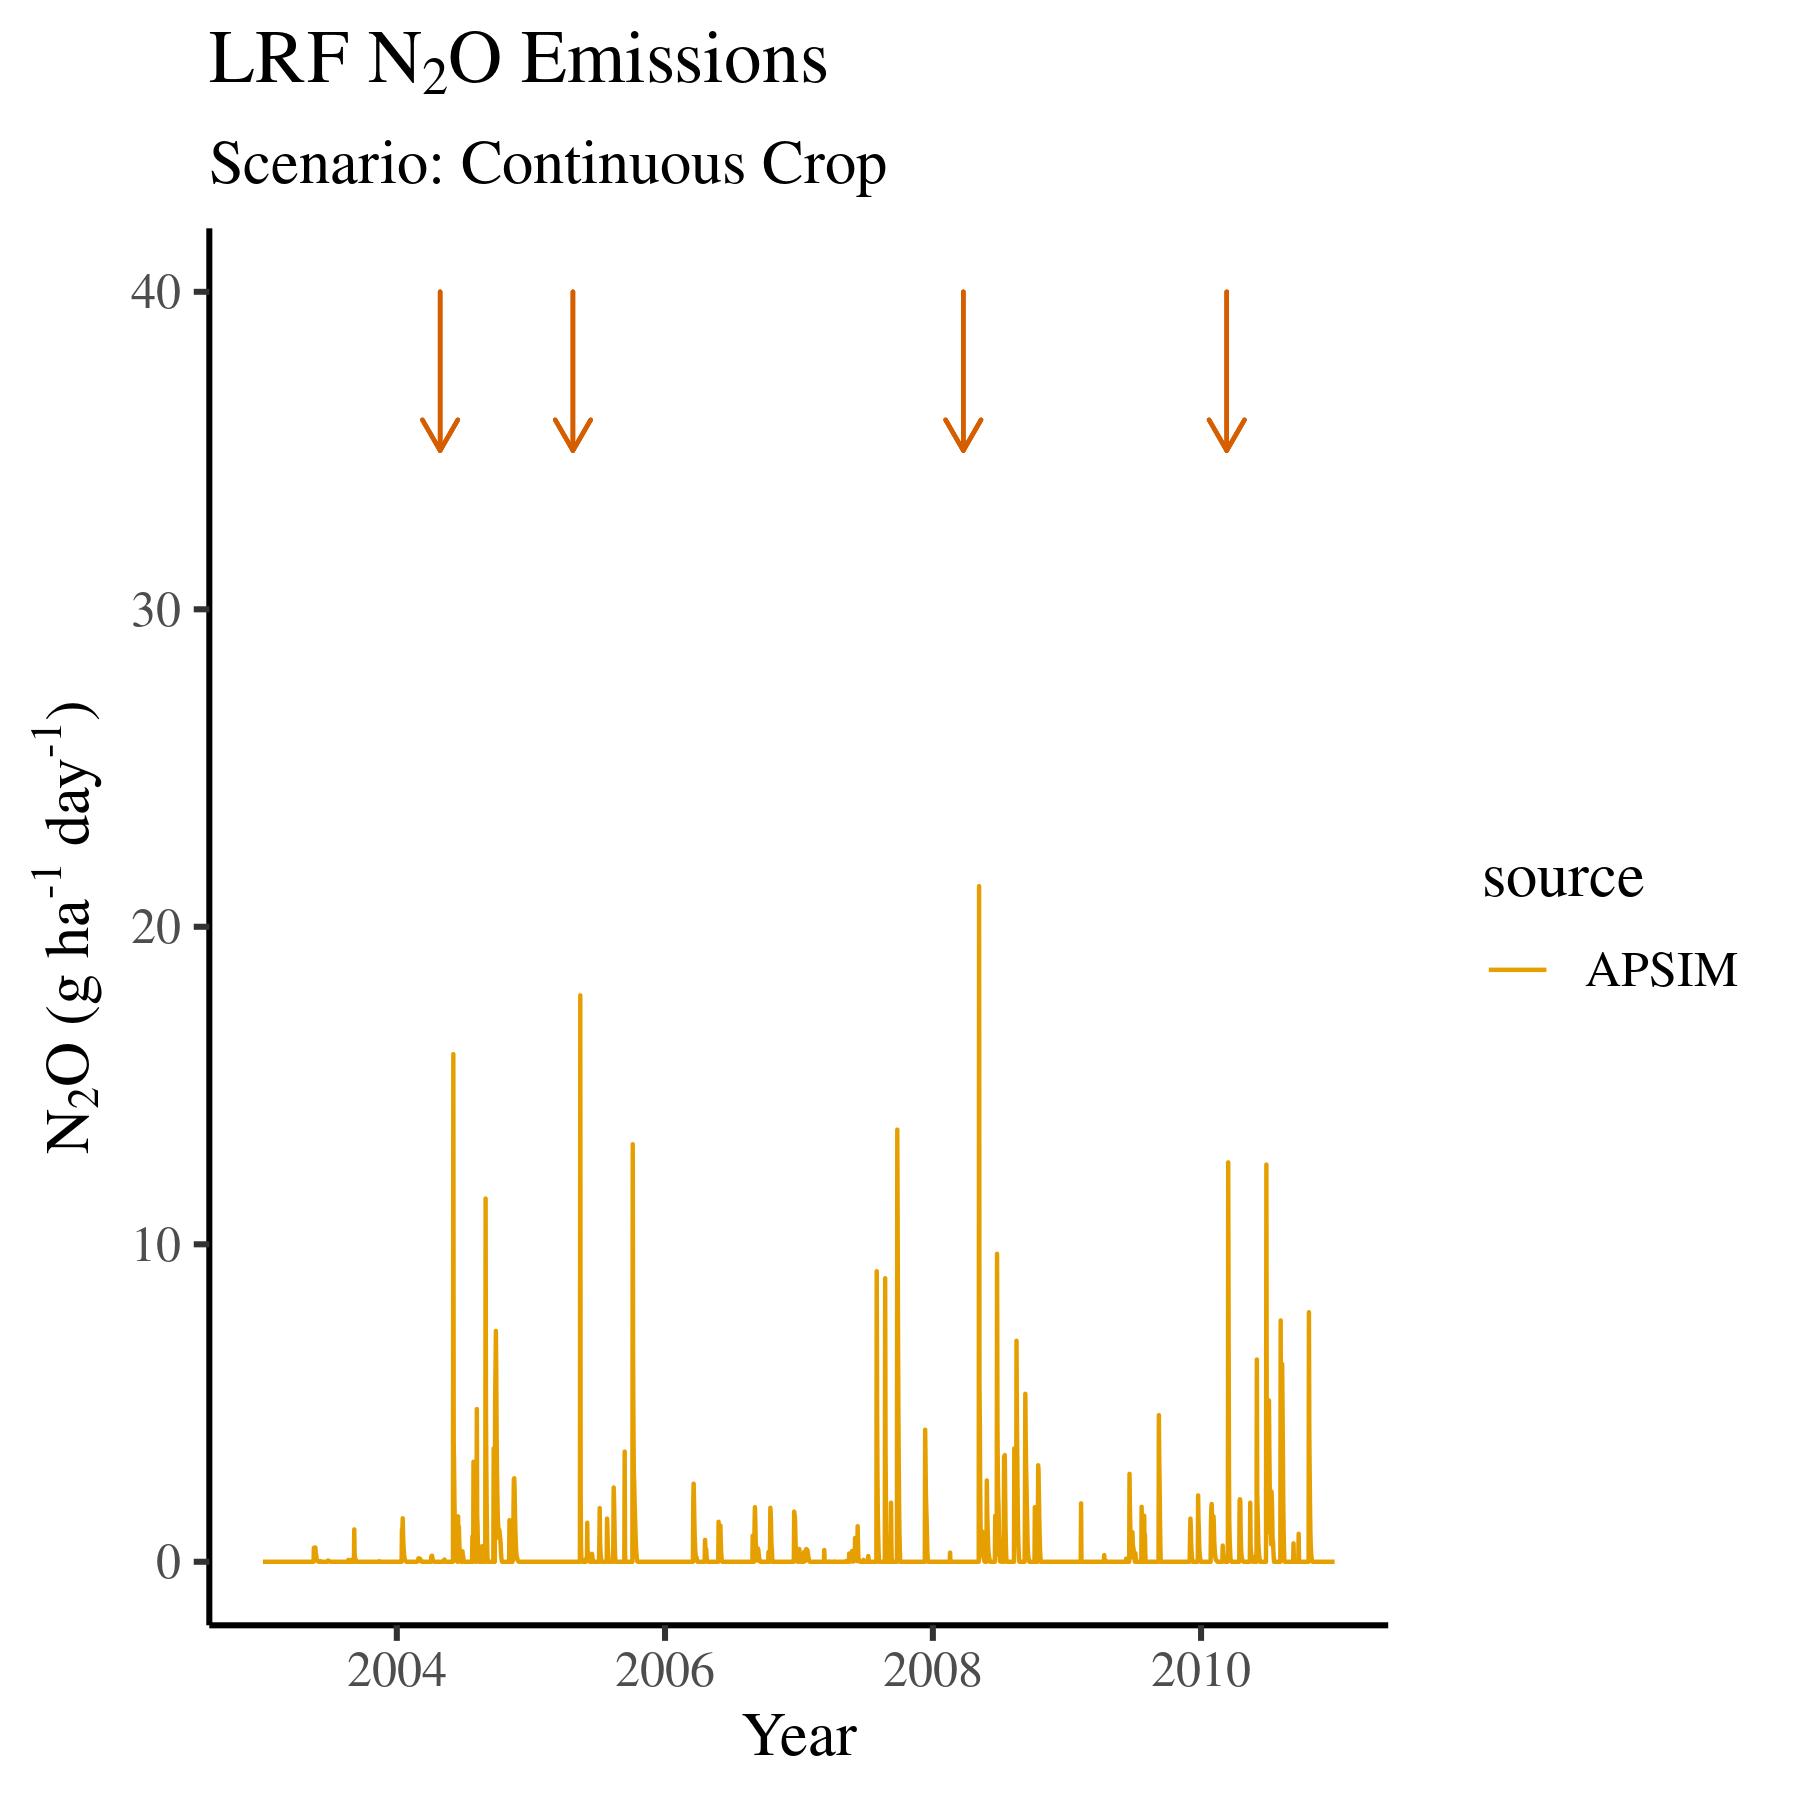 LRF N₂O Emissions
Scenario: Continuous Crop
40
30
20
10
0
N₂O (g ha⁻¹ day⁻¹)
2004 2006 2008 2010
Year
source
APSIM